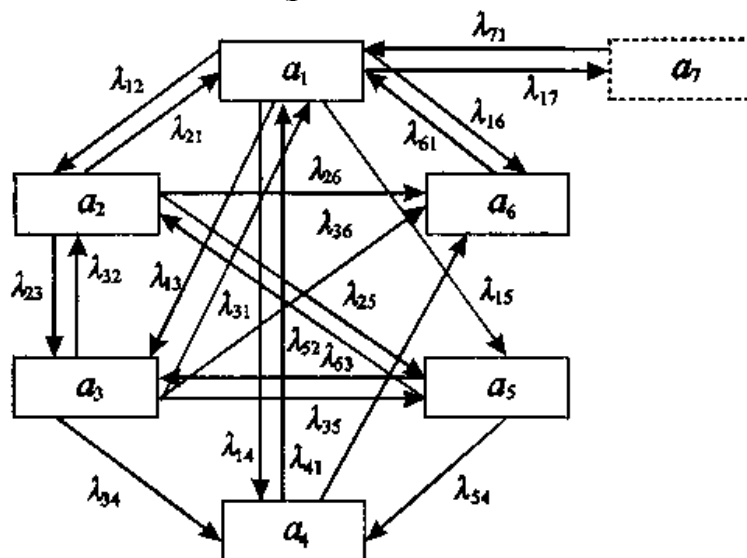 λ₇₁
a₁
a₇
λ₁₂
λ₁₇
λ₁₆
λ₂₁
λ₆₁
λ₂₆
a₂
a₆
λ₃₆
λ₃₂
λ₂₃
λ₁₃
λ₃₁
λ₂₅
λ₁₅
λ₅₂
λ₅₃
a₃
a₅
λ₃₅
λ₁₄
λ₄₁
λ₃₄
λ₅₄
a₄